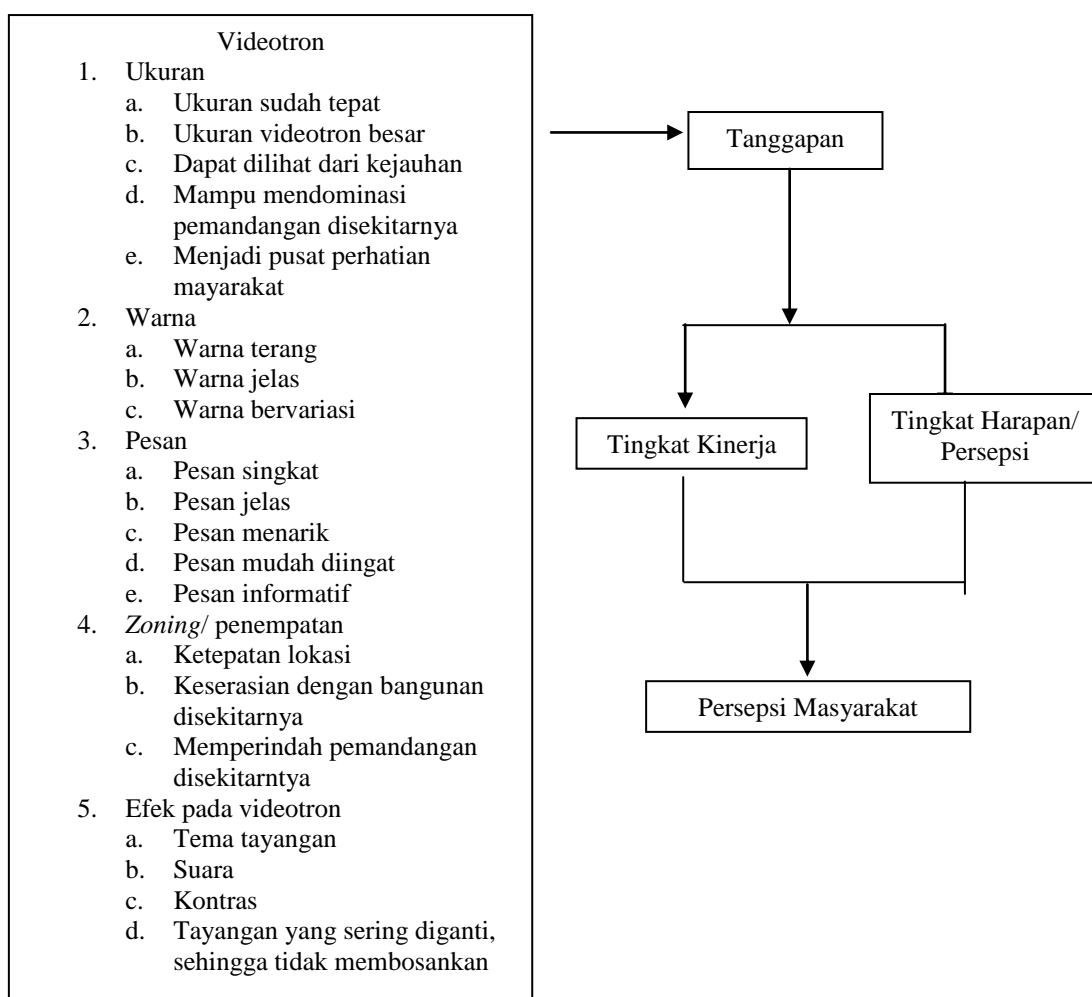 Videotron
1. Ukuran
a. Ukuran sudah tepat
b. Ukuran videotron besar
c. Dapat dilihat dari kejauhan
d. Mampu mendominasi
pemandangan disekitarnya
e. Menjadi pusat perhatian
mayarakat
2. Warna
a. Warna terang
b. Warna jelas
c. Warna bervariasi
3. Pesan
a. Pesan singkat
b. Pesan jelas
c. Pesan menarik
d. Pesan mudah diingat
e. Pesan informatif
4. Zoning/ penempatan
a. Ketepatan lokasi
b. Keserasian dengan bangunan
disekitarnya
c. Memperindah pemandangan
disekitarntya
5. Efek pada videotron
a. Tema tayangan
b. Suara
c. Kontras
d. Tayangan yang sering diganti,
sehingga tidak membosankan
Tanggapan
Tingkat Kinerja
Tingkat Harapan/
Persepsi
Persepsi Masyarakat